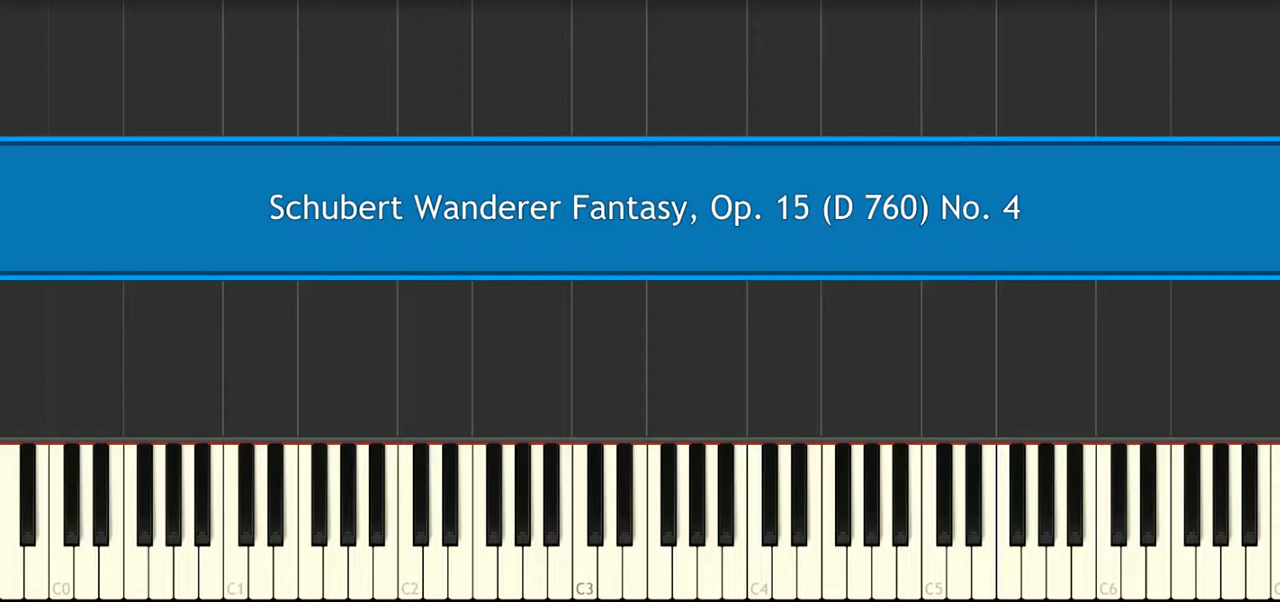 Schubert Wanderer Fantasy, Op. 15 (D 760) No. 4
C0 C1 C2 C3 C4 C5 C6